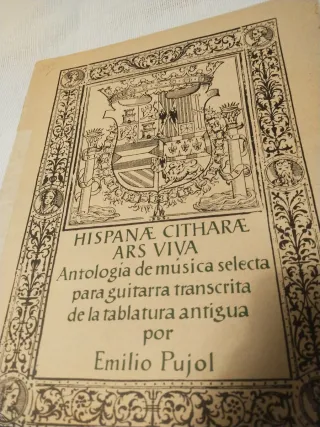 HISPANÆ CITHARÆ
ARS VIVA
Antología de música selecta
para guitarra transcrita
de la tablatura antigua
por
Emilio Pujol